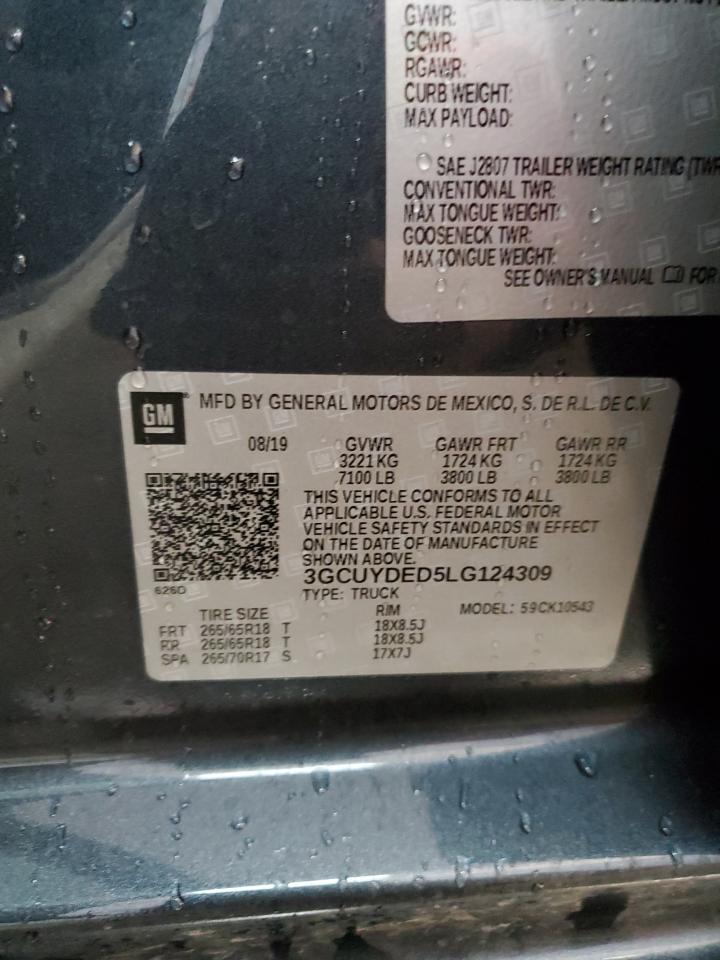 GVWR:
GCWR:
RGAWR:
CURB WEIGHT:
MAX PAYLOAD:
SAE J2807 TRAILER WEIGHT RATING (TWR
CONVENTIONAL TWR:
MAX TONGUE WEIGHT:
GOOSENECK TWR:
MAX TONGUE WEIGHT:
SEE OWNER'S MANUAL FOR
GM
MFD BY GENERAL MOTORS DE MEXICO, S. DE R.L. DE C.V.
08/19 GVWR GAWR FRT GAWR RR
3221 KG 1724 KG 1724 KG
7100 LB 3800 LB 3800 LB
THIS VEHICLE CONFORMS TO ALL
APPLICABLE U.S. FEDERAL MOTOR
VEHICLE SAFETY STANDARDS IN EFFECT
ON THE DATE OF MANUFACTURE
SHOWN ABOVE.
3GCUYDED5LG124309
626D
TYPE: TRUCK
TIRE SIZE RIM MODEL: 59CK10543
FRT 265/65R18 T 18X8.5J
RR 265/65R18 T 18X8.5J
SPA 265/70R17 S 17X7J